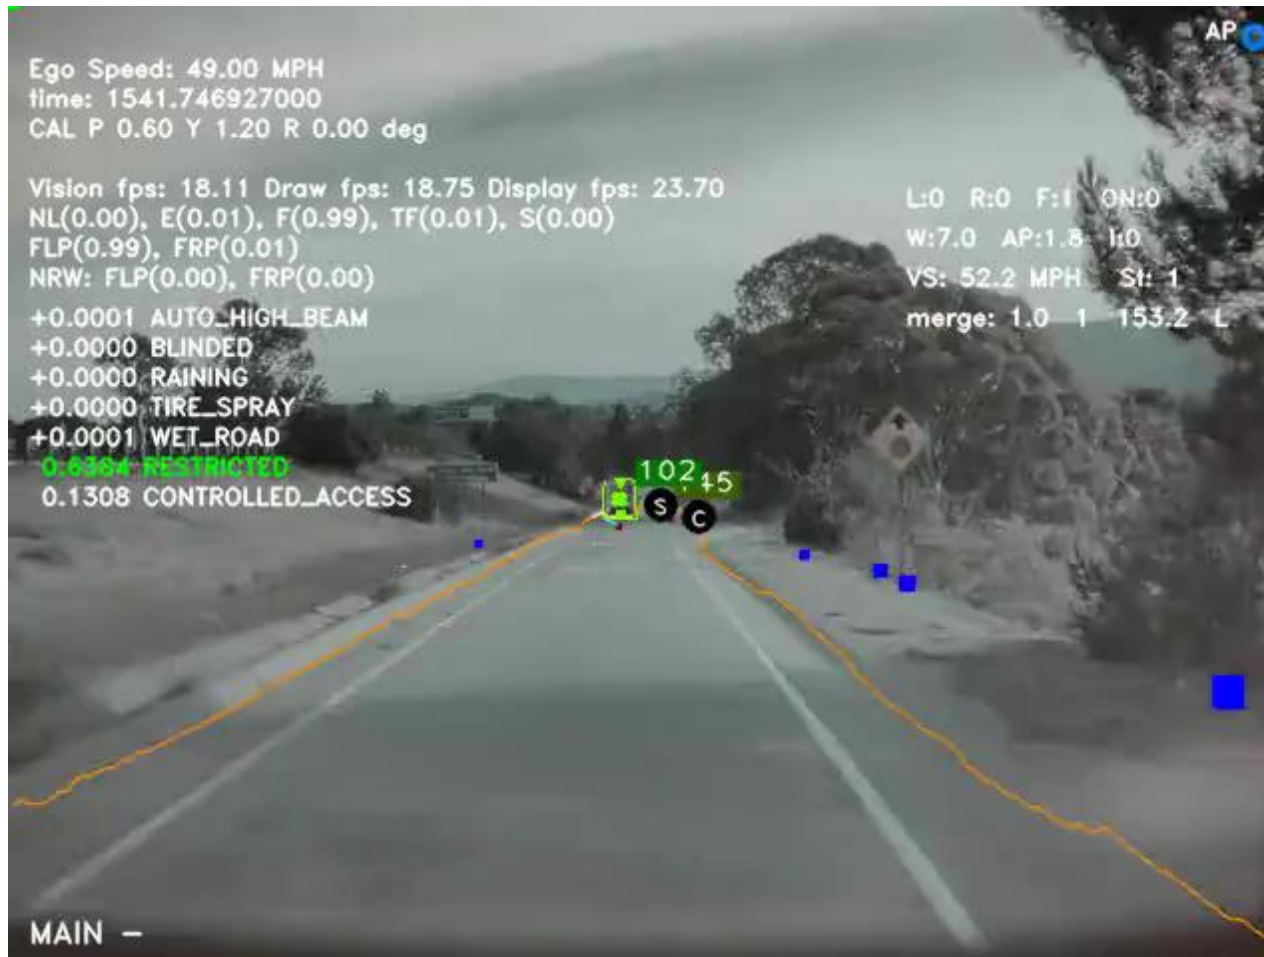 AP
Ego Speed: 49.00 MPH
time: 1541.746927000
CAL P 0.60 Y 1.20 R 0.00 deg
Vision fps: 18.11 Draw fps: 18.75 Display fps: 23.70
NL(0.00), E(0.01), F(0.99), TF(0.01), S(0.00)
FLP(0.99), FRP(0.01)
NRW: FLP(0.00), FRP(0.00)
+0.0001 AUTO_HIGH_BEAM
+0.0000 BLINDED
+0.0000 RAINING
+0.0000 TIRE_SPRAY
+0.0001 WET_ROAD
0.6384 RESTRICTED
0.1308 CONTROLLED_ACCESS
L:0 R:0 F:1 ON:0
W:7.0 AP:1.8 I:0
VS: 52.2 MPH St: 1
merge: 1.0 1 153.2 L
102
S
C
MAIN -